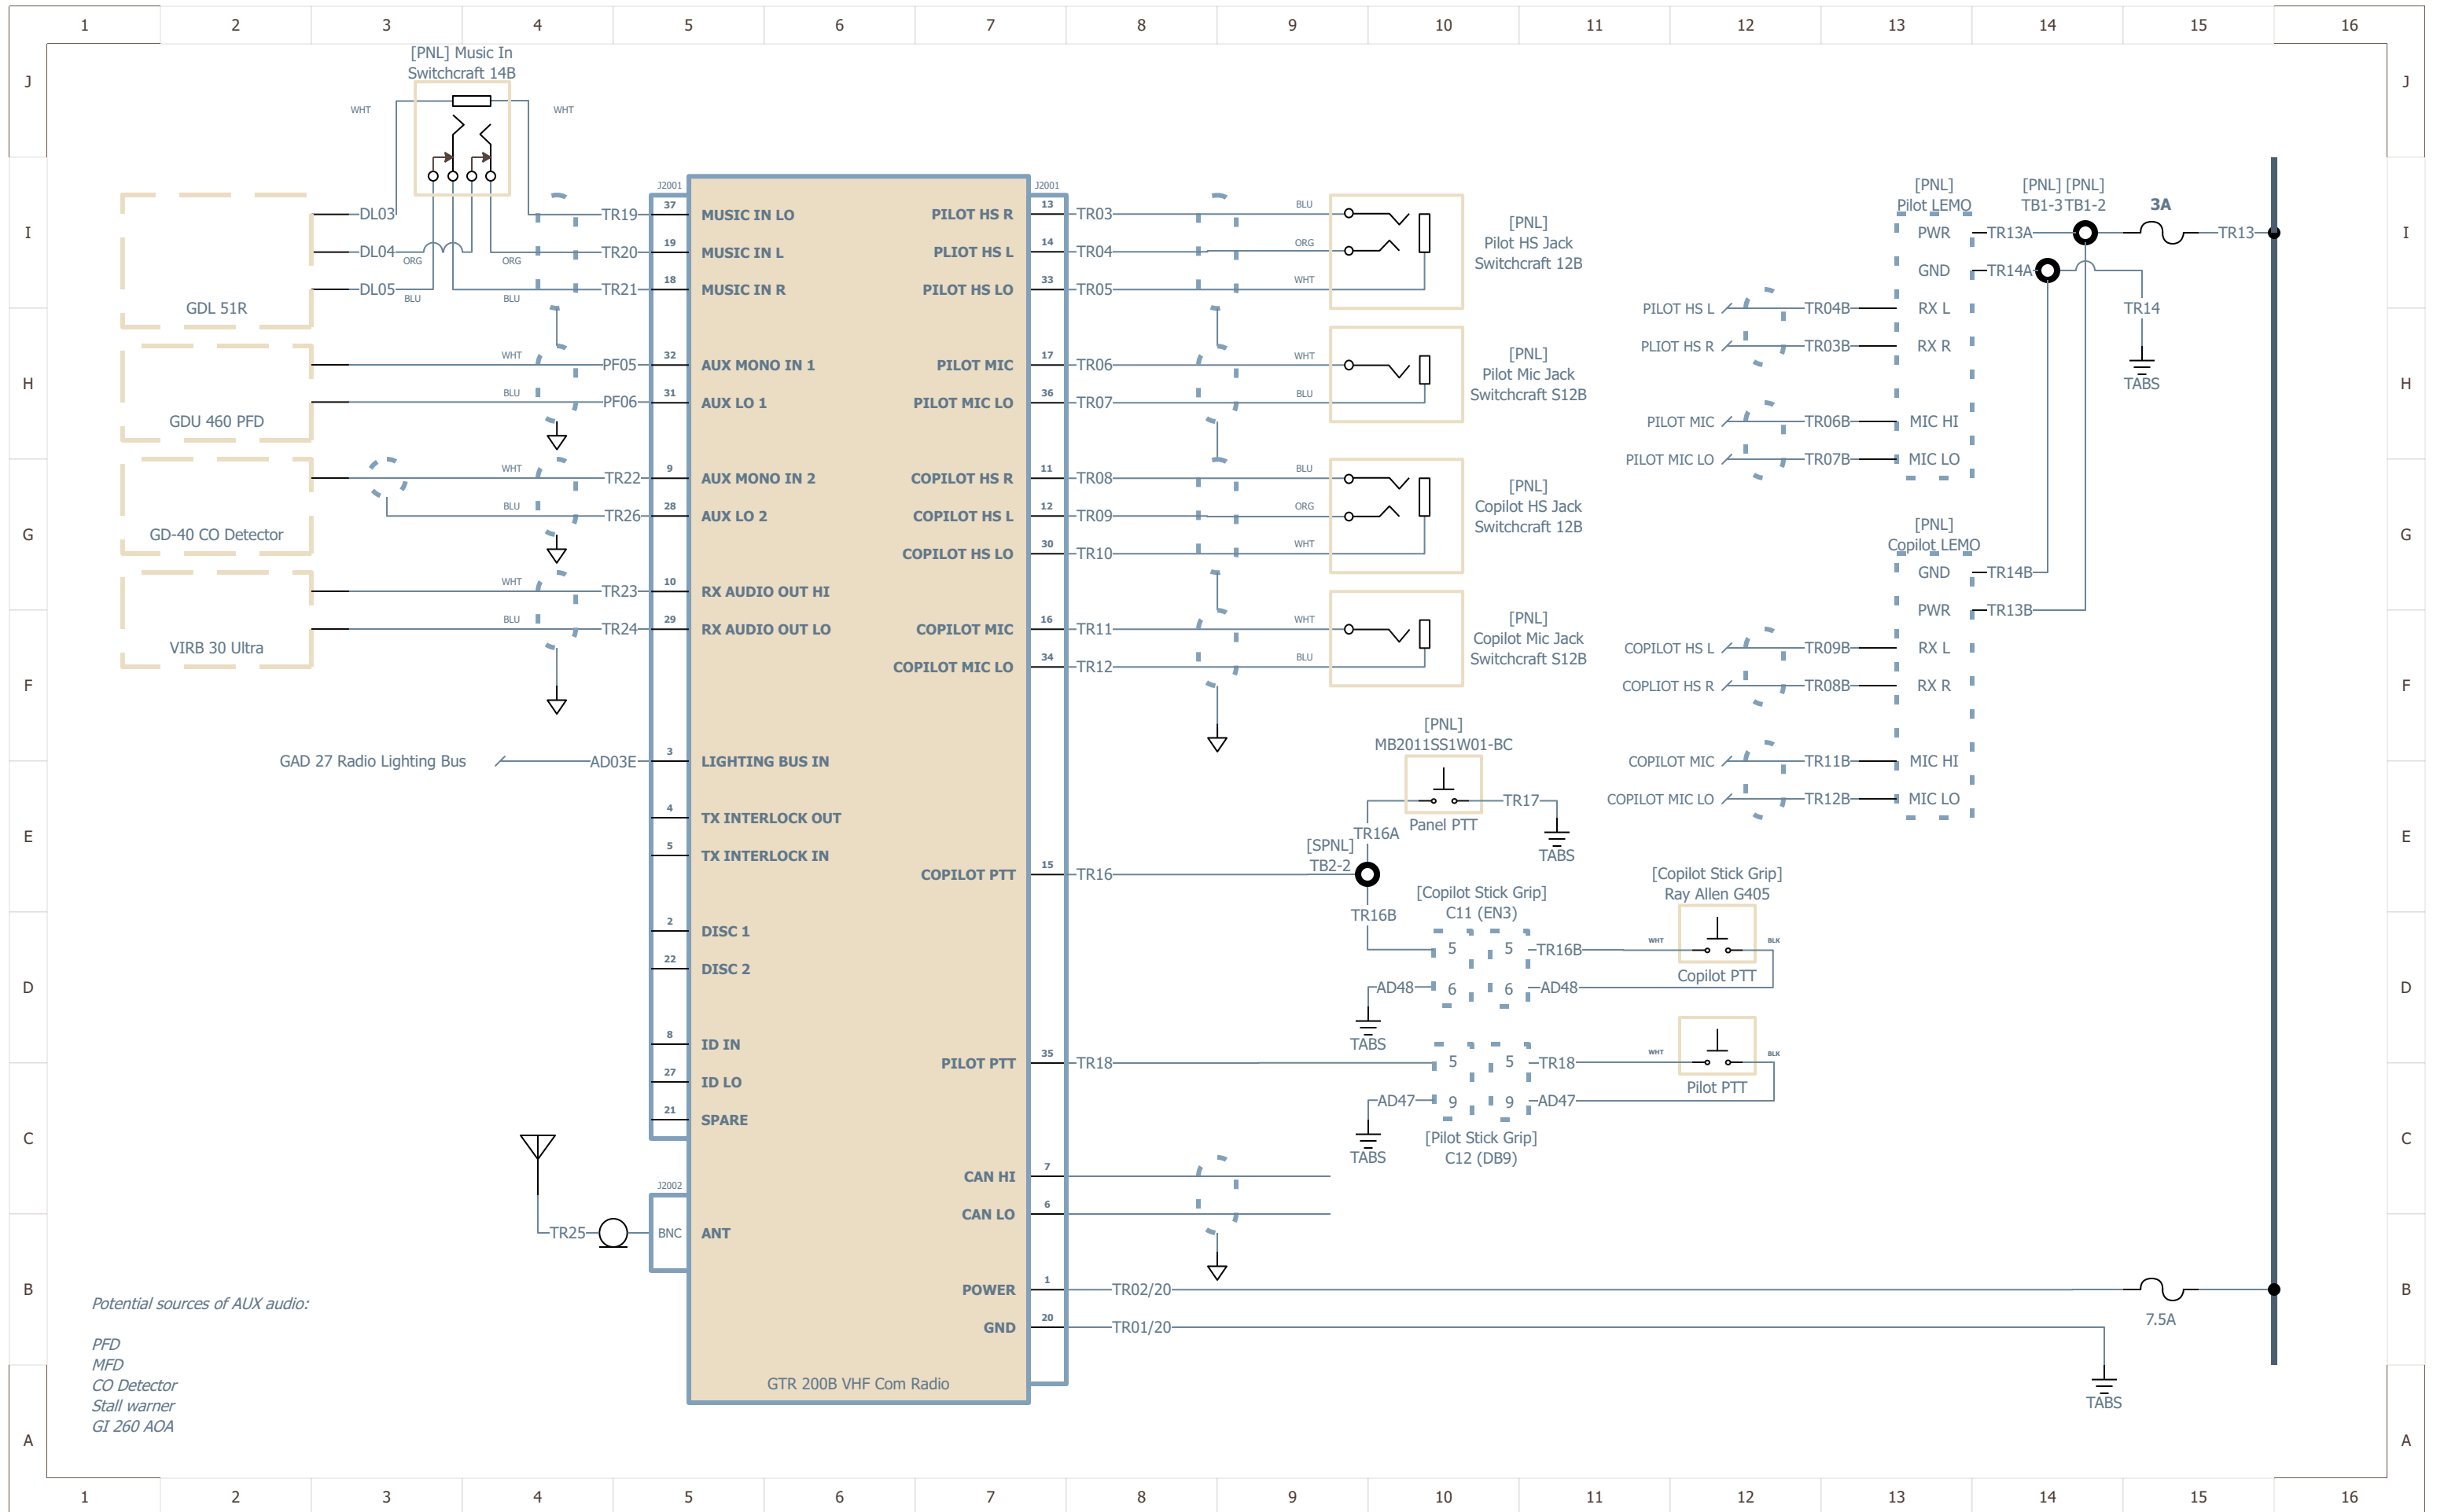 1 2 3 4 5 6 7 8 9 10 11 12 13 14 15 16
J
I
H
G
F
E
D
C
B
A
[PNL] Music In
Switchcraft 14B
WHT
WHT
DL03
DL04
ORG
DL05
BLU
ORG
BLU
GDL 51R
TR19
TR20
TR21
WHT
PF05
BLU
PF06
GDU 460 PFD
WHT
TR22
BLU
TR26
GD-40 CO Detector
WHT
TR23
BLU
TR24
VIRB 30 Ultra
GAD 27 Radio Lighting Bus
AD03E
TR25
J2001
37 MUSIC IN LO
19 MUSIC IN L
18 MUSIC IN R
32 AUX MONO IN 1
31 AUX LO 1
9 AUX MONO IN 2
28 AUX LO 2
10 RX AUDIO OUT HI
29 RX AUDIO OUT LO
3 LIGHTING BUS IN
4 TX INTERLOCK OUT
5 TX INTERLOCK IN
2 DISC 1
22 DISC 2
8 ID IN
27 ID LO
21 SPARE
J2002
BNC ANT
J2001
PILOT HS R 13 TR03
PLIOT HS L 14 TR04
PILOT HS LO 33 TR05
PILOT MIC 17 TR06
PILOT MIC LO 36 TR07
COPILOT HS R 11 TR08
COPILOT HS L 12 TR09
COPILOT HS LO 30 TR10
COPILOT MIC 16 TR11
COPILOT MIC LO 34 TR12
COPILOT PTT 15 TR16
PILOT PTT 35 TR18
CAN HI 7
CAN LO 6
POWER 1 TR02/20
GND 20 TR01/20
GTR 200B VHF Com Radio
BLU
ORG
WHT
[PNL]
Pilot HS Jack
Switchcraft 12B
WHT
BLU
[PNL]
Pilot Mic Jack
Switchcraft S12B
BLU
ORG
WHT
[PNL]
Copilot HS Jack
Switchcraft 12B
WHT
BLU
[PNL]
Copilot Mic Jack
Switchcraft S12B
[PNL]
MB2011SS1W01-BC
Panel PTT
TR17
TABS
TR16A
[SPNL]
TB2-2
TR16B
[Copilot Stick Grip]
C11 (EN3)
5 5 TR16B
AD48 6 6 AD48
TABS
[Copilot Stick Grip]
Ray Allen G405
WHT
BLK
Copilot PTT
5 5 TR18
AD47 9 9 AD47
TABS
[Pilot Stick Grip]
C12 (DB9)
WHT
BLK
Pilot PTT
[PNL]
Pilot LEMO
PWR TR13A
GND TR14A
PILOT HS L TR04B RX L
PLIOT HS R TR03B RX R
PILOT MIC TR06B MIC HI
PILOT MIC LO TR07B MIC LO
[PNL] [PNL]
TB1-3 TB1-2
3A
TR13
TR14
TABS
[PNL]
Copilot LEMO
GND TR14B
PWR TR13B
COPILOT HS L TR09B RX L
COPLIOT HS R TR08B RX R
COPILOT MIC TR11B MIC HI
COPILOT MIC LO TR12B MIC LO
7.5A
TABS
Potential sources of AUX audio:
PFD
MFD
CO Detector
Stall warner
GI 260 AOA
J
I
H
G
F
E
D
C
B
A
1 2 3 4 5 6 7 8 9 10 11 12 13 14 15 16